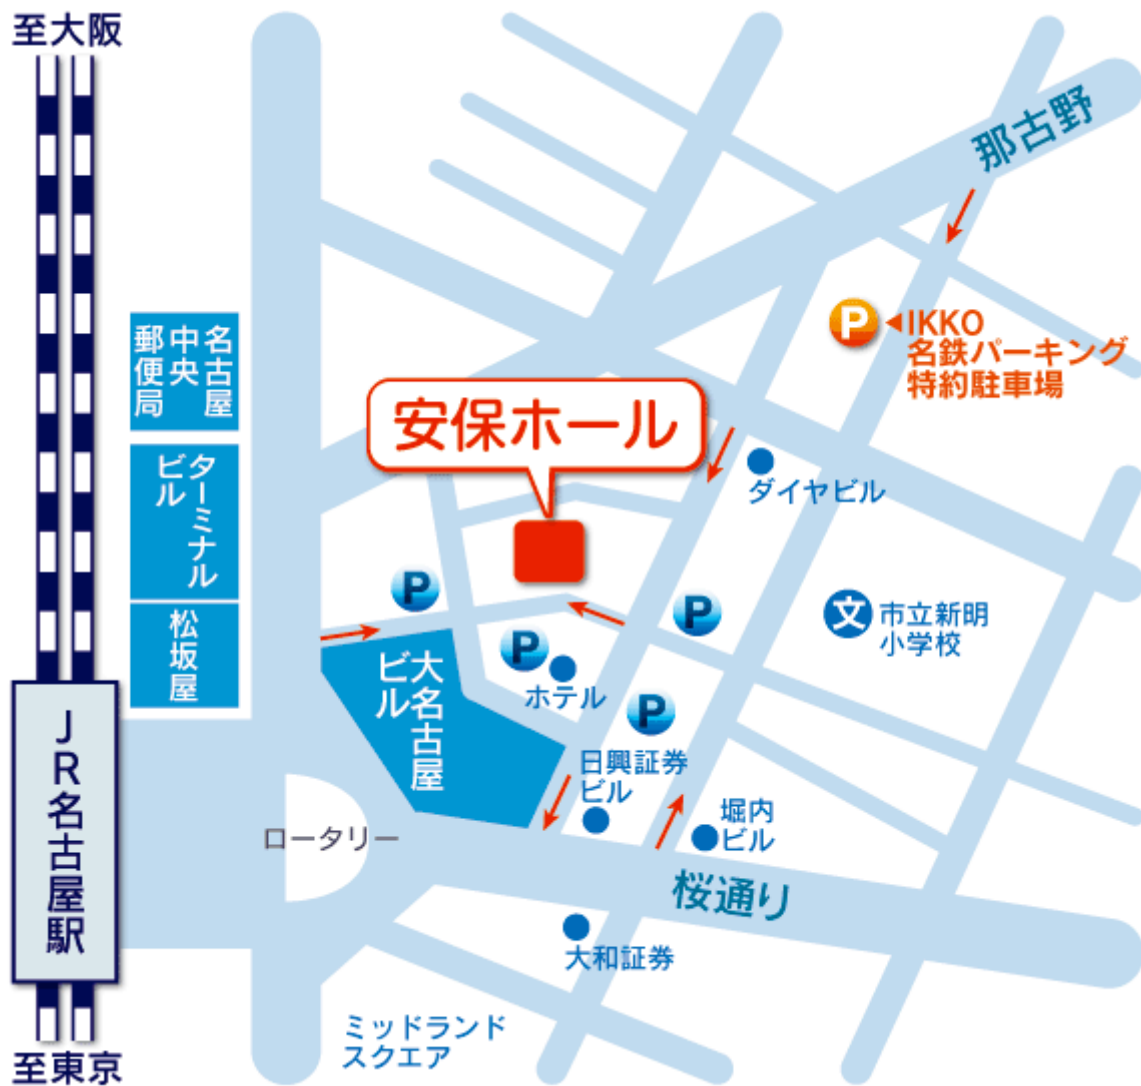 至大阪
那古野
名古屋
中央
郵便局
P
IKKO
名鉄パーキング
特約駐車場
安保ホール
ターミナル
ビル
ダイヤビル
P
P
文
市立新明
小学校
松坂屋
P
大名古屋
ビル
ホテル
P
JR名古屋駅
日興証券
ビル
堀内
ビル
ロータリー
桜通り
大和証券
ミッドランド
スクエア
至東京